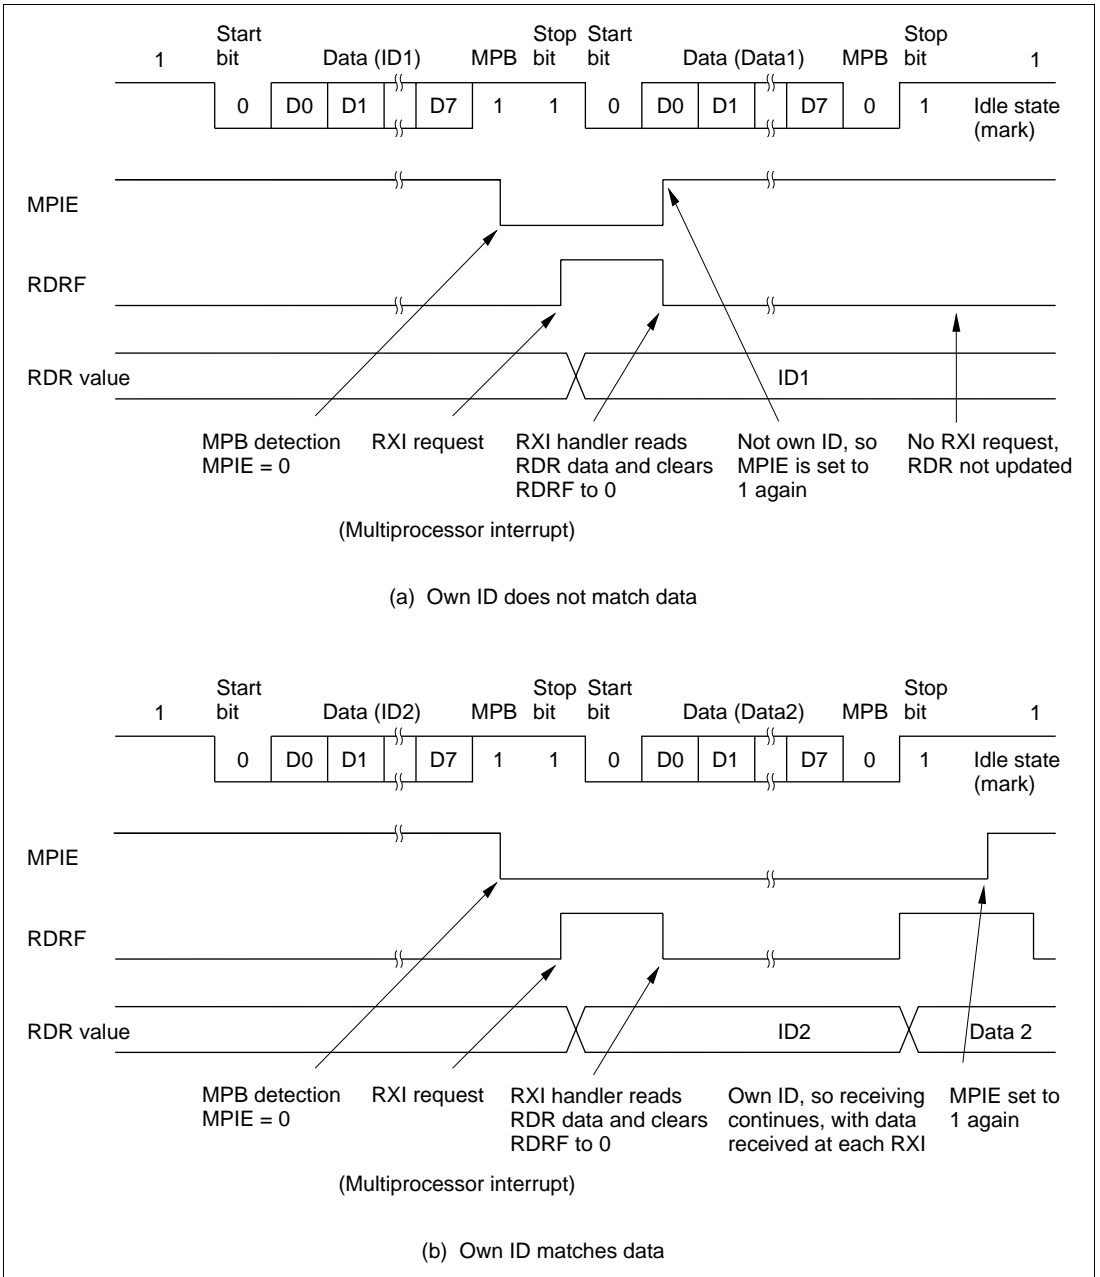 Start Stop Start Stop
1 bit Data (ID1) MPB bit bit Data (Data1) MPB bit 1
0 D0 D1 D7 1 1 0 D0 D1 D7 0 1 Idle state
(mark)
MPIE
RDRF
RDR value ID1
MPB detection RXI request RXI handler reads Not own ID, so No RXI request,
MPIE = 0 RDR data and clears MPIE is set to RDR not updated
RDRF to 0 1 again
(Multiprocessor interrupt)
(a) Own ID does not match data
Start Stop Start Stop
1 bit Data (ID2) MPB bit bit Data (Data2) MPB bit 1
0 D0 D1 D7 1 1 0 D0 D1 D7 0 1 Idle state
(mark)
MPIE
RDRF
RDR value ID2 Data 2
MPB detection RXI request RXI handler reads Own ID, so receiving MPIE set to
MPIE = 0 RDR data and clears continues, with data 1 again
RDRF to 0 received at each RXI
(Multiprocessor interrupt)
(b) Own ID matches data